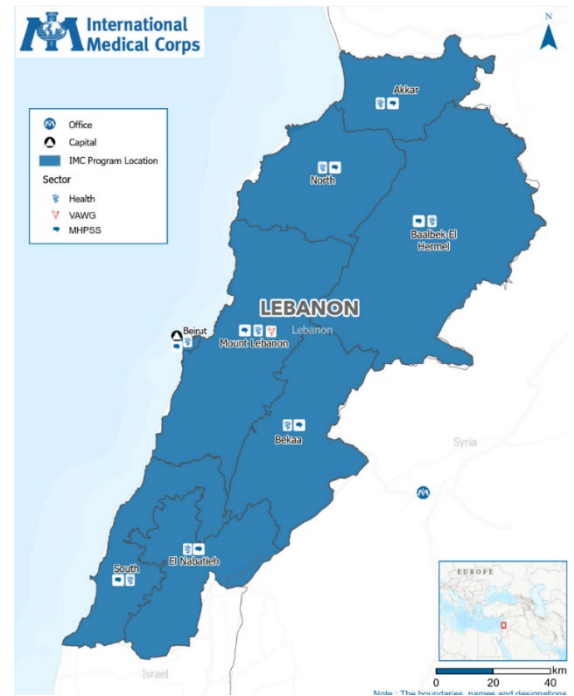 International
Medical Corps
N
Office
Capital
IMC Program Location
Sector
Health
VAWG
MHPSS
Akkar
North
Baalbek-El
Hermel
LEBANON
Lebanon
Beirut
Mount Lebanon
Bekaa
Syria
El Nabatieh
South
Israel
EUROPE
km
0 20 40
Note : The boundaries, names and designations